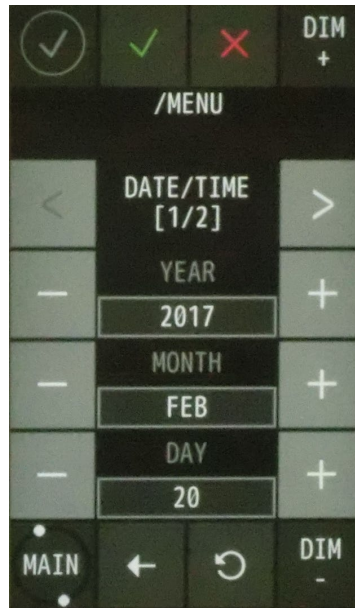 DIM
+
/MENU
<
DATE/TIME
[1/2]
>
YEAR
−
2017
+
MONTH
−
FEB
+
DAY
−
20
+
MAIN
DIM
-